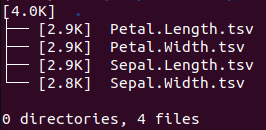 [4.0K]  .
├── [2.9K]  Petal.Length.tsv
├── [2.9K]  Petal.Width.tsv
├── [2.9K]  Sepal.Length.tsv
└── [2.8K]  Sepal.Width.tsv

0 directories, 4 files